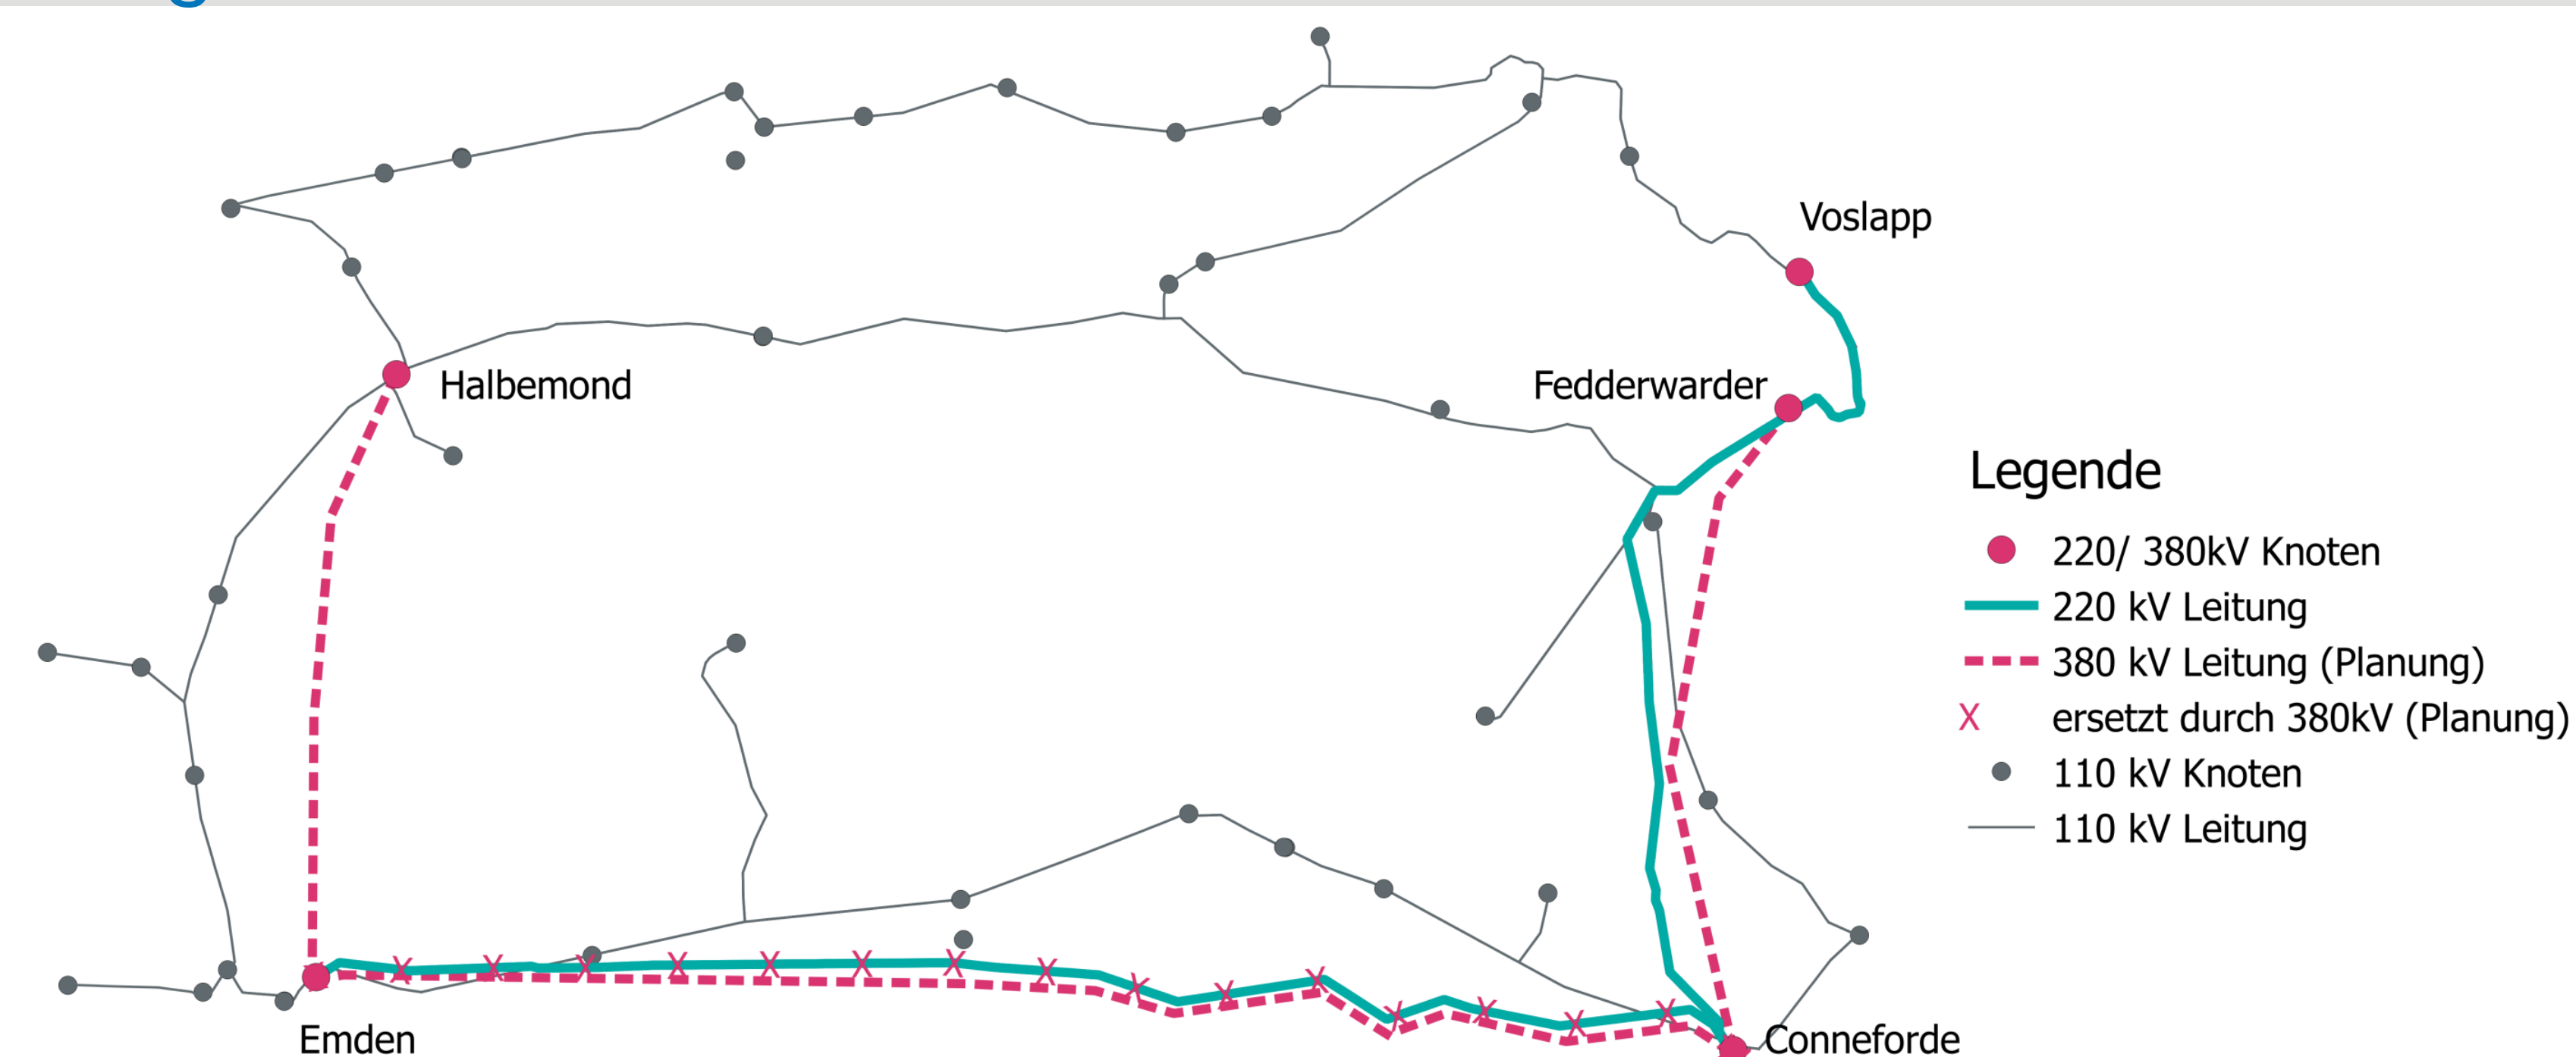 Voslapp
Fedderwarder
Halbemond
Legende
220/ 380kV Knoten
220 kV Leitung
380 kV Leitung (Planung)
X ersetzt durch 380kV (Planung)
110 kV Knoten
110 kV Leitung
Emden
Conneforde